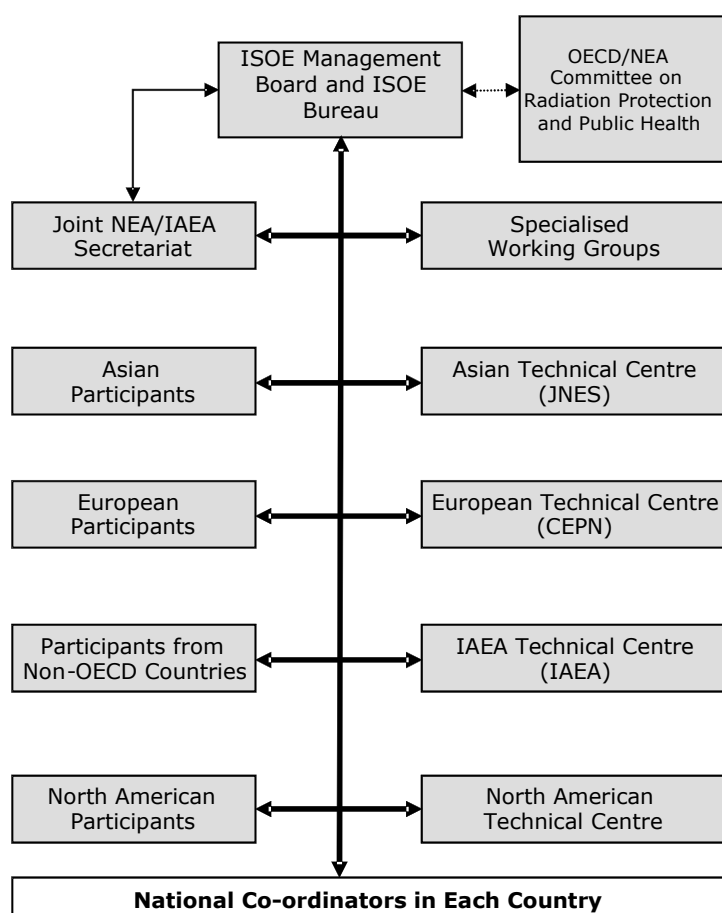 ISOE Management
Board and ISOE
Bureau
OECD/NEA
Committee on
Radiation Protection
and Public Health
Joint NEA/IAEA
Secretariat
Specialised
Working Groups
Asian
Participants
Asian Technical Centre
(JNES)
European
Participants
European Technical Centre
(CEPN)
Participants from
Non-OECD Countries
IAEA Technical Centre
(IAEA)
North American
Participants
North American
Technical Centre
National Co-ordinators in Each Country